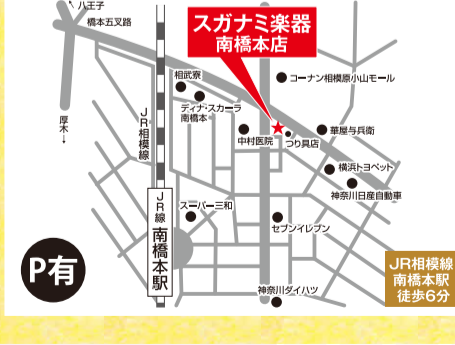 八王子
橋本五叉路
スガナミ楽器
南橋本店
相武寮
ディナ・スカーラ
南橋本
コーナン相模原小山モール
厚木→
JR相模線
中村医院
つり具店
華屋与兵衛
横浜トヨペット
神奈川日産自動車
スーパー三和
JR線
南橋本駅
セブンイレブン
P有
神奈川ダイハツ
JR相模線
南橋本駅
徒歩6分